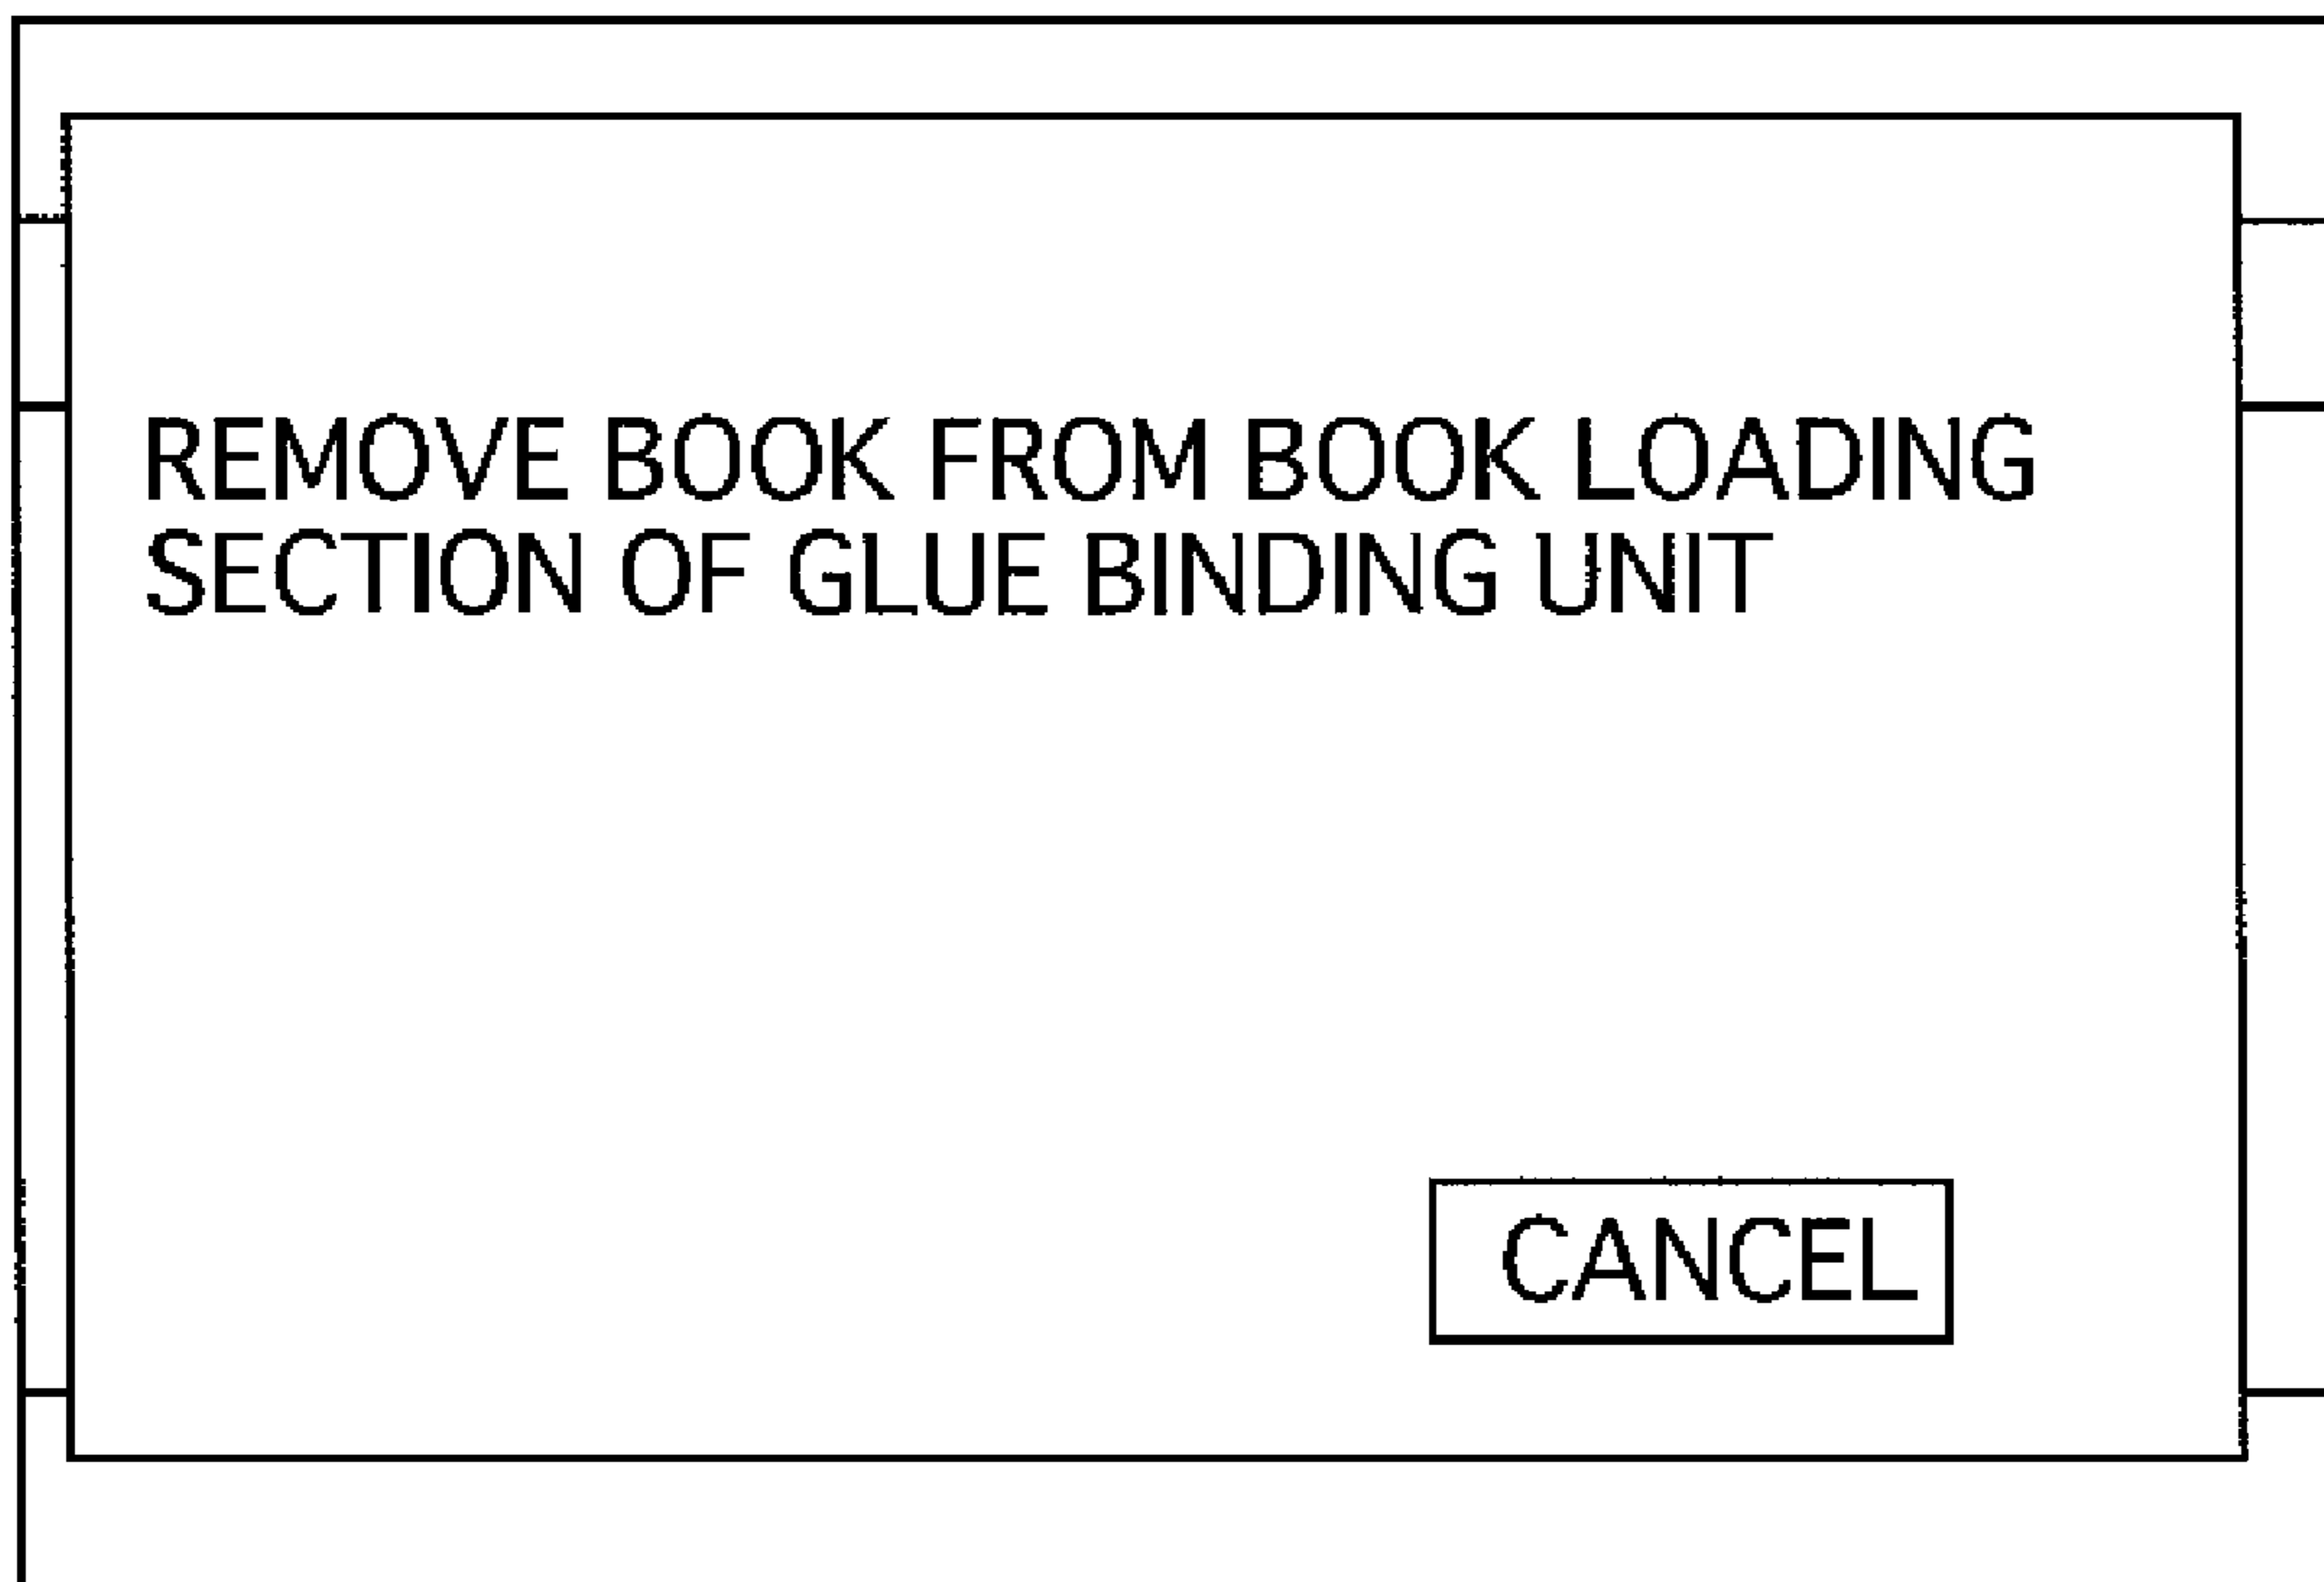 REMOVE BOOK FROM BOOK LOADING
SECTION OF GLUE BINDING UNIT
CANCEL